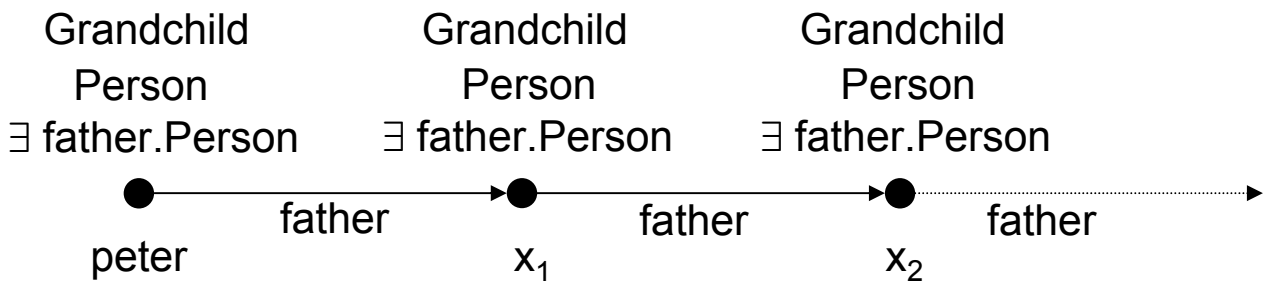 Grandchild Grandchild Grandchild
Person Person Person
∃ father.Person ∃ father.Person ∃ father.Person
father father father
peter x₁ x₂